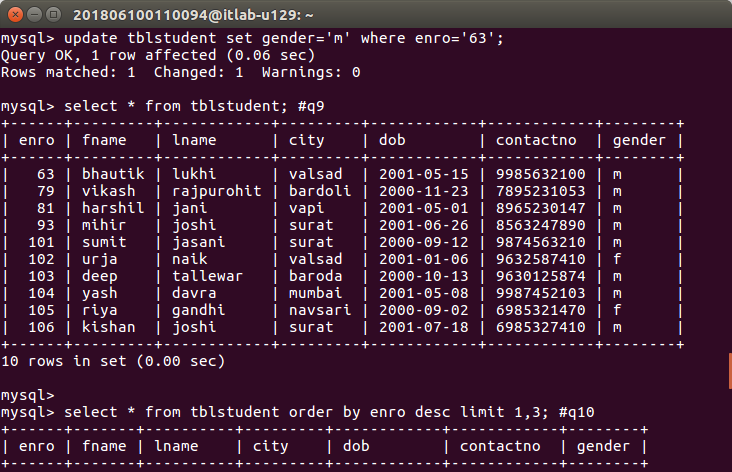 201806100110094@itlab-u129: ~
mysql> update tblstudent set gender='m' where enro='63';
Query OK, 1 row affected (0.06 sec)
Rows matched: 1  Changed: 1  Warnings: 0
mysql> select * from tblstudent; #q9
+------+---------+------------+---------+------------+------------+--------+
| enro | fname   | lname      | city    | dob        | contactno  | gender |
+------+---------+------------+---------+------------+------------+--------+
|   63 | bhautik | lukhi      | valsad  | 2001-05-15 | 9985632100 | m      |
|   79 | vikash  | rajpurohit | bardoli | 2000-11-23 | 7895231053 | m      |
|   81 | harshil | jani       | vapi    | 2001-05-01 | 8965230147 | m      |
|   93 | mihir   | joshi      | surat   | 2001-06-26 | 8563247890 | m      |
|  101 | sumit   | jasani     | surat   | 2000-09-12 | 9874563210 | m      |
|  102 | urja    | naik       | valsad  | 2001-01-06 | 9632587410 | f      |
|  103 | deep    | tallewar   | baroda  | 2000-10-13 | 9630125874 | m      |
|  104 | yash    | davra      | mumbai  | 2001-05-08 | 9987452103 | m      |
|  105 | riya    | gandhi     | navsari | 2000-09-02 | 6985321470 | f      |
|  106 | kishan  | joshi      | surat   | 2001-07-18 | 6985327410 | m      |
+------+---------+------------+---------+------------+------------+--------+
10 rows in set (0.00 sec)
mysql>
mysql> select * from tblstudent order by enro desc limit 1,3; #q10
+------+-------+----------+---------+------------+------------+--------+
| enro | fname | lname    | city    | dob        | contactno  | gender |
+------+-------+----------+---------+------------+------------+--------+